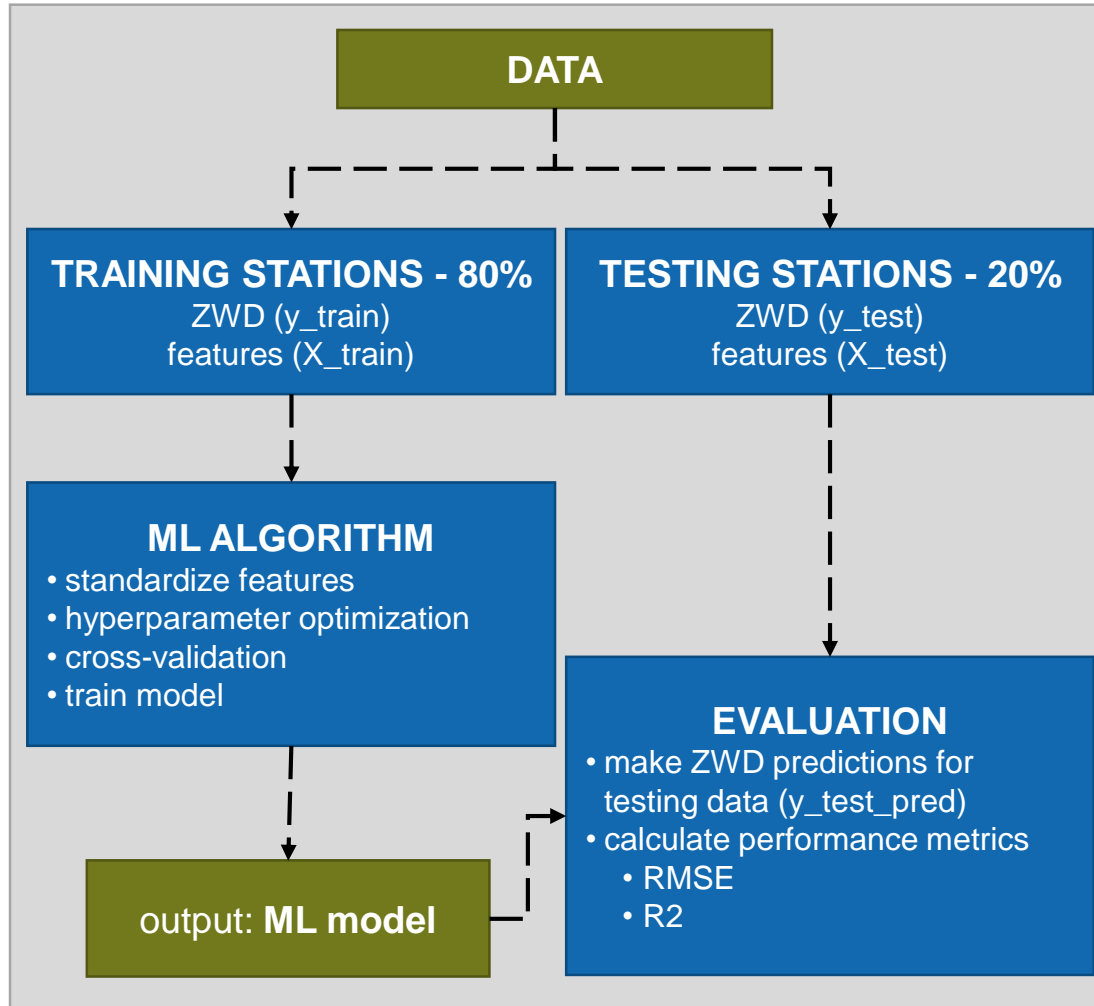 DATA
TRAINING STATIONS - 80%
ZWD (y_train)
features (X_train)
TESTING STATIONS - 20%
ZWD (y_test)
features (X_test)
ML ALGORITHM
• standardize features
• hyperparameter optimization
• cross-validation
• train model
output: ML model
EVALUATION
• make ZWD predictions for
testing data (y_test_pred)
• calculate performance metrics
• RMSE
• R2